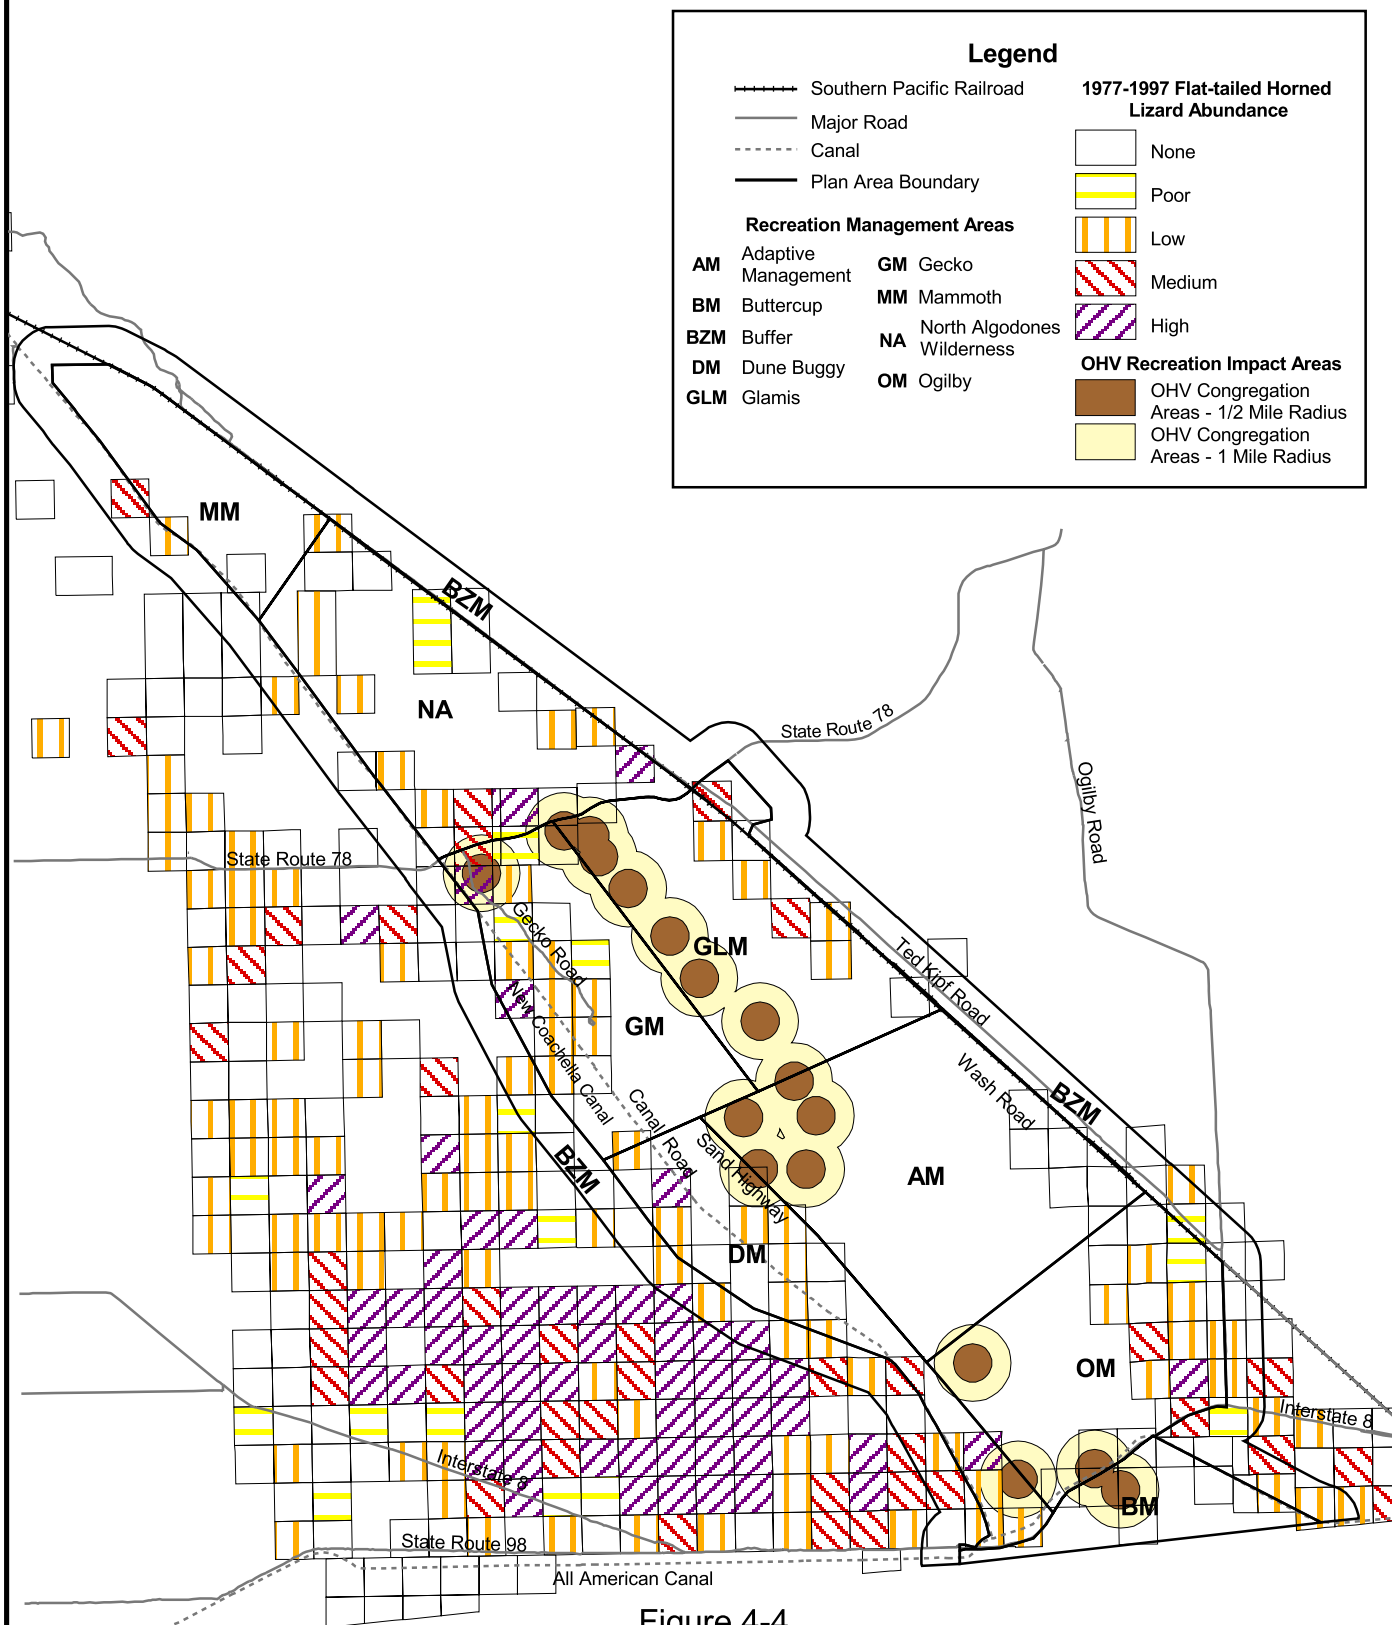 Legend
Southern Pacific Railroad
Major Road
Canal
Plan Area Boundary
Recreation Management Areas
AM Adaptive
Management
BM Buttercup
BZM Buffer
DM Dune Buggy
GLM Glamis
GM Gecko
MM Mammoth
NA North Algodones
Wilderness
OM Ogilby
1977-1997 Flat-tailed Horned
Lizard Abundance
None
Poor
Low
Medium
High
OHV Recreation Impact Areas
OHV Congregation
Areas - 1/2 Mile Radius
OHV Congregation
Areas - 1 Mile Radius
MM
BZM
NA
State Route 78
Ogilby Road
State Route 78
Gecko Road
GLM
Ted Kipf Road
New Coachella Canal
GM
Wash Road
BZM
Canal Road
Sand Highway
BZM
AM
DM
OM
Interstate 8
Interstate 8
BM
State Route 98
All American Canal
Figure 4-4